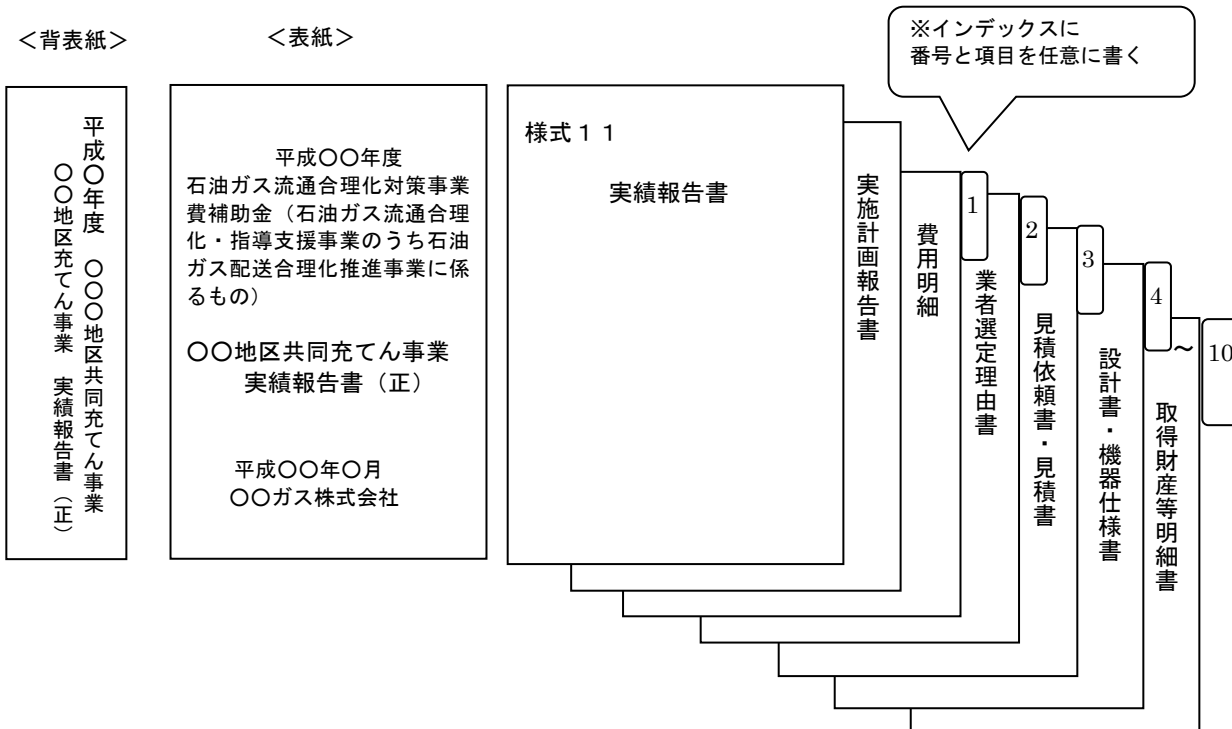 ＜背表紙＞
＜表紙＞
※インデックスに
番号と項目を任意に書く
平成〇年度　〇〇〇地区共同充てん事業
〇〇地区充てん事業　実績報告書（正）
平成〇〇年度
石油ガス流通合理化対策事業
費補助金（石油ガス流通合理
化・指導支援事業のうち石油
ガス配送合理化推進事業に係
るもの）
〇〇地区共同充てん事業
実績報告書（正）
平成〇〇年〇月
〇〇ガス株式会社
様式１１
実績報告書
実施計画報告書
費用明細
1
業者選定理由書
2
見積依頼書・見積書
3
設計書・機器仕様書
4
～
取得財産等明細書
10